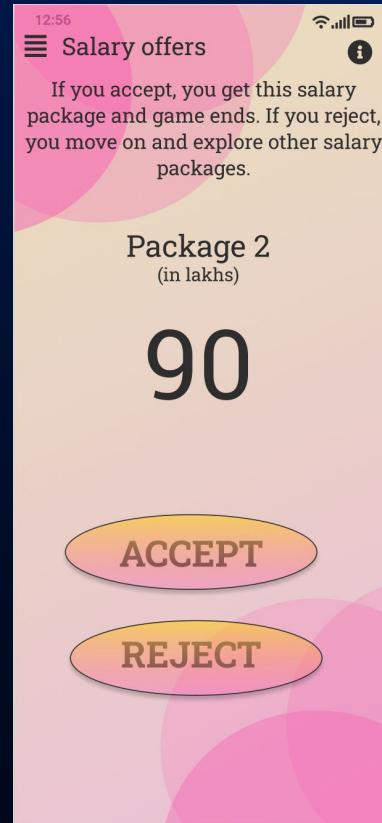 12:56
Salary offers
If you accept, you get this salary
package and game ends. If you reject,
you move on and explore other salary
packages.
Package 2
(in lakhs)
90
ACCEPT
REJECT